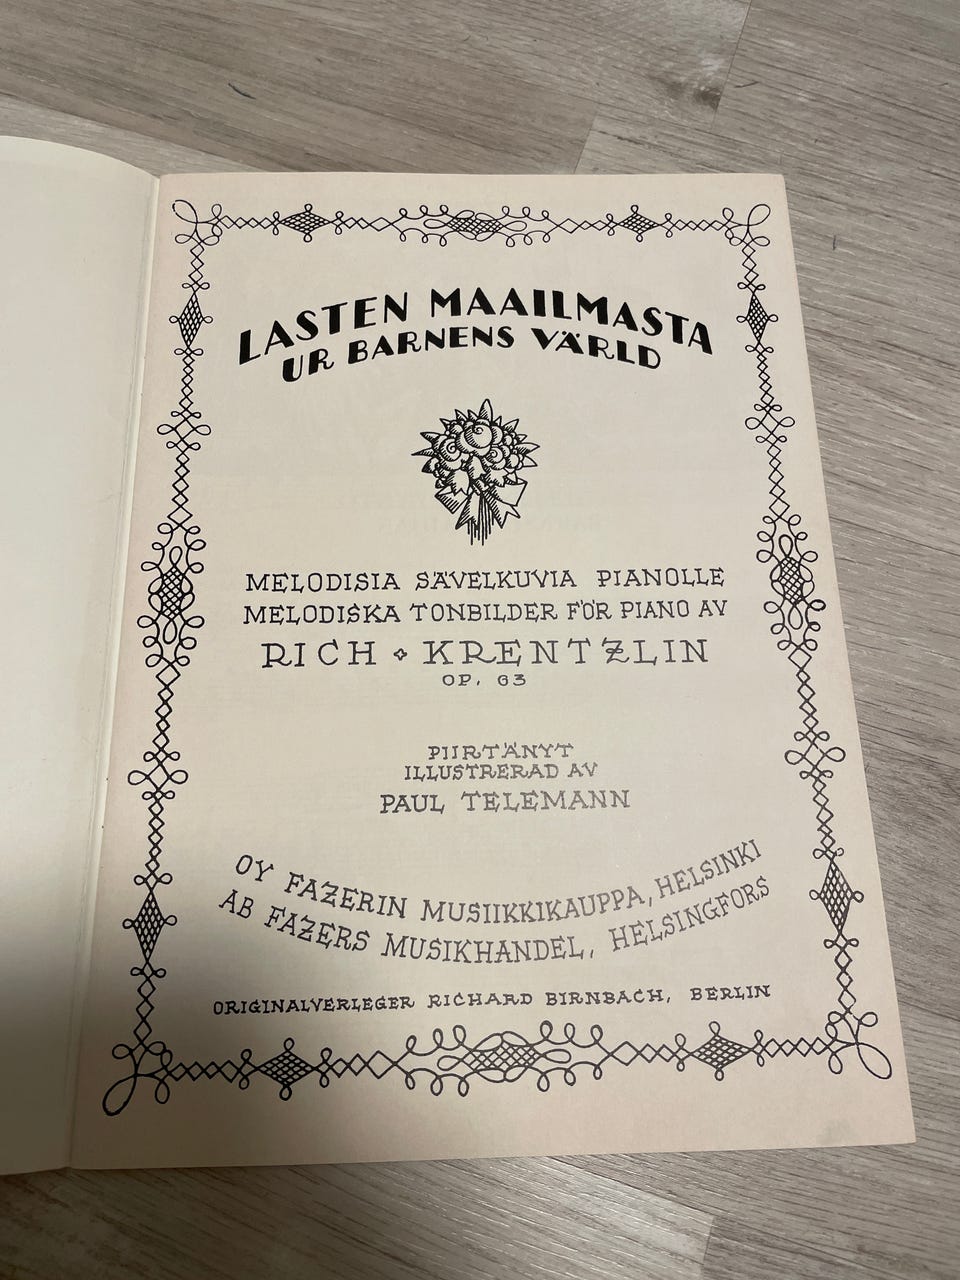 LASTEN MAAILMASTA
UR BARNENS VÄRLD
MELODISIA SÄVELKUVIA PIANOLLE
MELODISKA TONBILDER FÖR PIANO AV
RICH KRENTZLIN
OP. 63
PIIRTÄNYT
ILLUSTRERAD AV
PAUL TELEMANN
OY FAZERIN MUSIIKKIKAUPPA, HELSINKI
AB FAZERS MUSIKHANDEL, HELSINGFORS
ORIGINALVERLEGER RICHARD BIRNBACH, BERLIN